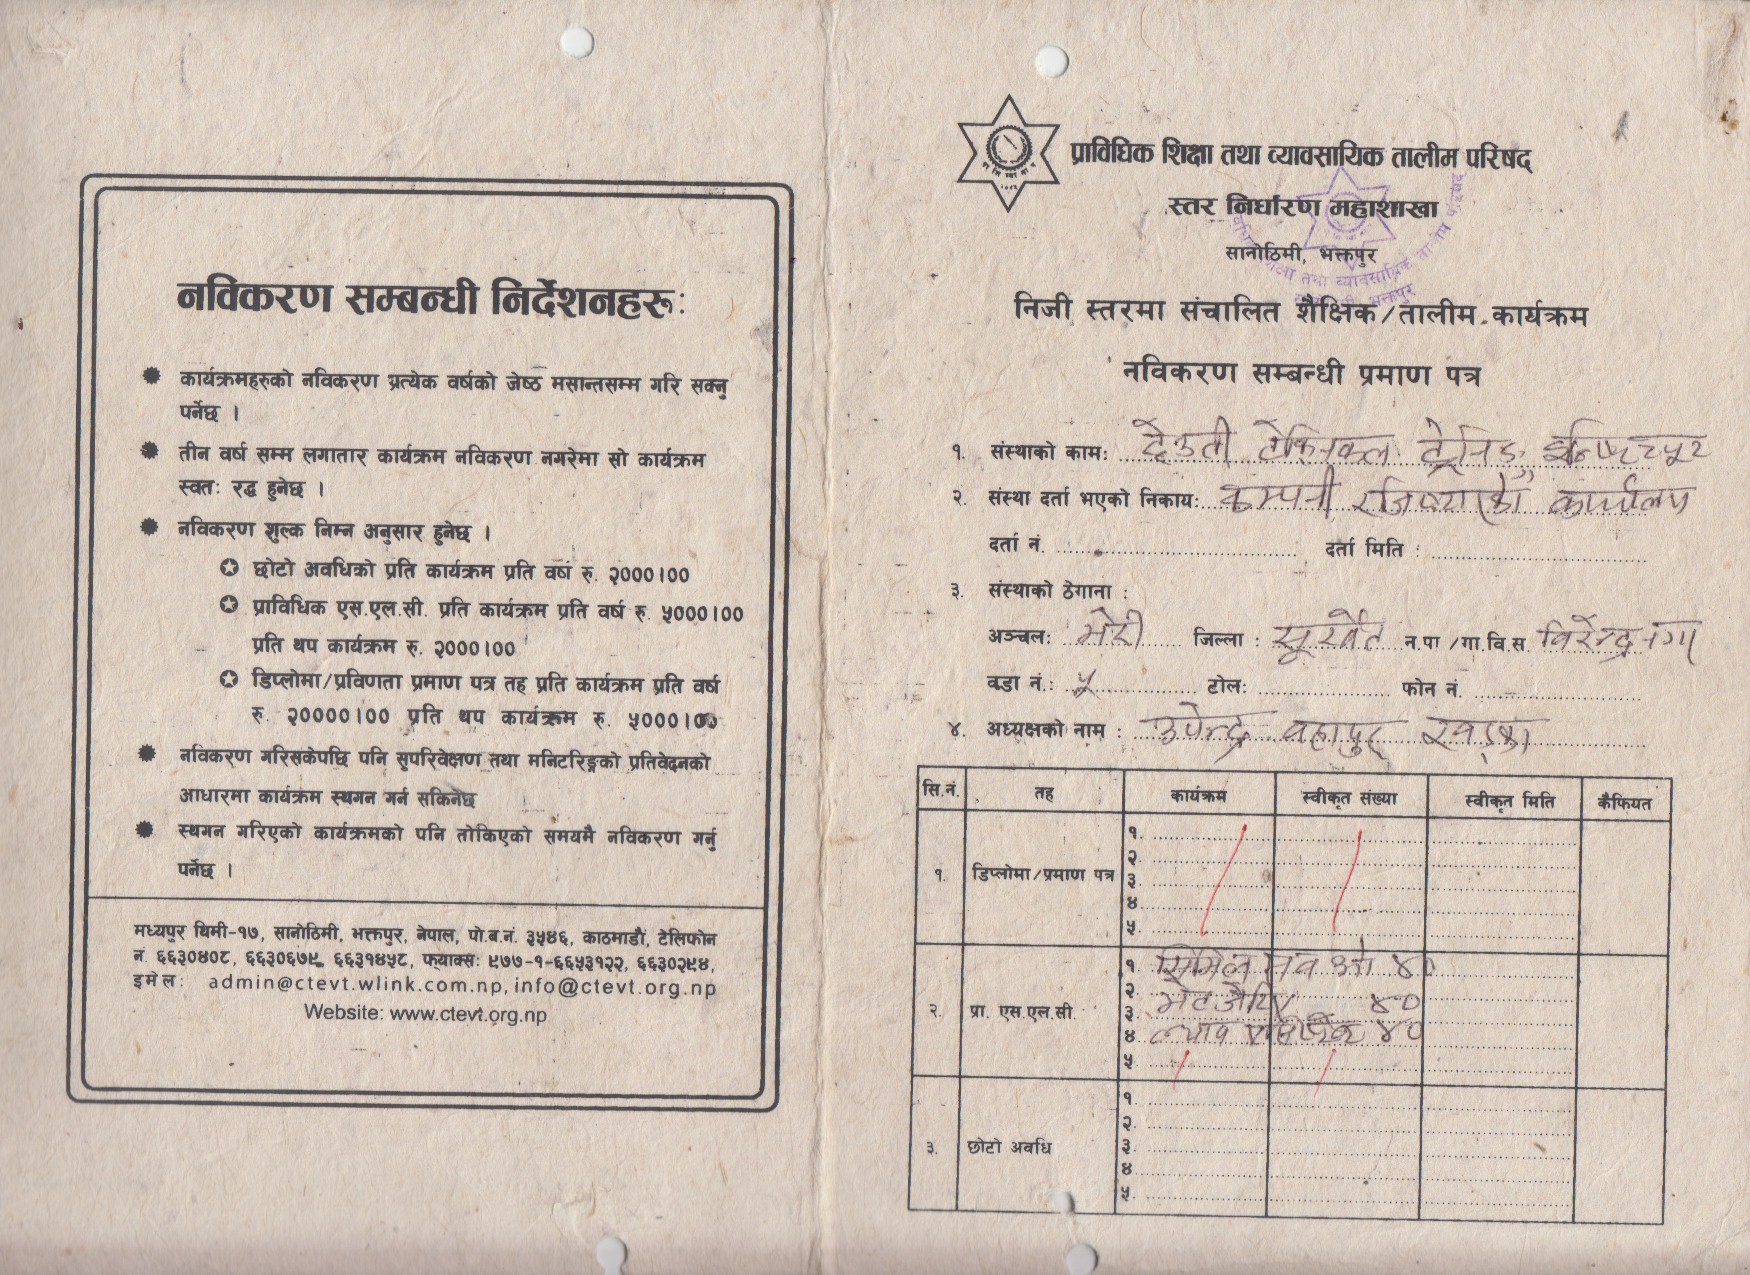 नविकरण सम्बन्धी निर्देशनहरू:
कार्यक्रमहरुको नविकरण प्रत्येक वर्षको जेष्ठ मसान्तसम्म गरि सक्नु
पर्नेछ ।
तीन वर्ष सम्म लगातार कार्यक्रम नविकरण नगरेमा सो कार्यक्रम
स्वतः रद्ध हुनेछ ।
नविकरण शुल्क निम्न अनुसार हुनेछ ।
छोटो अवधिको प्रति कार्यक्रम प्रति वर्ष रु. २०००।००
प्राविधिक एस.एल.सी. प्रति कार्यक्रम प्रति वर्ष रु. ५०००।००
प्रति थप कार्यक्रम रु. २०००।००
डिप्लोमा/प्रविणता प्रमाण पत्र तह प्रति कार्यक्रम प्रति वर्ष
रु. २००००।०० प्रति थप कार्यक्रम रु. ५०००।००
नविकरण गरिसकेपछि पनि सुपरिवेक्षण तथा मनिटरिङ्गको प्रतिवेदनको
आधारमा कार्यक्रम स्थगन गर्न सकिनेछ
स्थगन गरिएको कार्यक्रमको पनि तोकिएको समयमै नविकरण गर्नु
पर्नेछ ।
मध्यपुर थिमी-१७, सानोठिमी, भक्तपुर, नेपाल, पो.ब.नं. ३५४६, काठमाडौं, टेलिफोन
नं. ६६३०४०८, ६६३०६७९, ६६३१४५८, फ्याक्सः ९७७-१-६६५३१२२, ६६३०२९४,
इमेल: admin@ctevt.wlink.com.np, info@ctevt.org.np
Website: www.ctevt.org.np
प्राविधिक शिक्षा तथा व्यावसायिक तालीम परिषद्
स्तर निर्धारण महाशाखा
सानोठिमी, भक्तपुर
निजी स्तरमा संचालित शैक्षिक/तालीम कार्यक्रम
नविकरण सम्बन्धी प्रमाण पत्र
१. संस्थाको काम: देउती टेक्निकल ट्रेनिङ
२. संस्था दर्ता भएको निकाय: कम्पनी रजिष्टारको कार्यालय
दर्ता नं. दर्ता मिति :
३. संस्थाको ठेगाना :
अञ्चल: भेरी जिल्ला : सुर्खेत न.पा /गा.वि.स. विरेन्द्रनगर
वडा नं.: ५ टोल: फोन नं.
४. अध्यक्षको नाम : उपेन्द्र बहादुर खड्का
सि.नं. तह कार्यक्रम स्वीकृत संख्या स्वीकृत मिति कैफियत
१. डिप्लोमा/प्रमाण पत्र
१.
२
३
४
५
२. प्रा. एस.एल.सी.
१. सिभिल सव ओ ४०
२
३ ४०
४ ल्याव ४०
५
३. छोटो अवधि
१
२
३
४
५